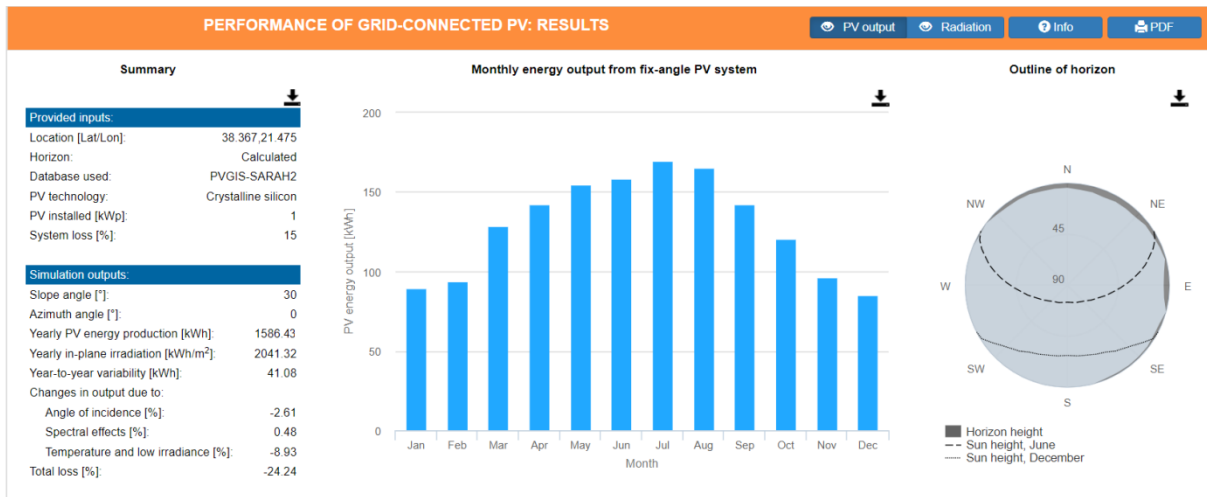 PERFORMANCE OF GRID-CONNECTED PV: RESULTS
PV output
Radiation
Info
PDF
Summary
Provided inputs:
Location [Lat/Lon]: 38.367,21.475
Horizon: Calculated
Database used: PVGIS-SARAH2
PV technology: Crystalline silicon
PV installed [kWp]: 1
System loss [%]: 15
Simulation outputs:
Slope angle [°]: 30
Azimuth angle [°]: 0
Yearly PV energy production [kWh]: 1586.43
Yearly in-plane irradiation [kWh/m²]: 2041.32
Year-to-year variability [kWh]: 41.08
Changes in output due to:
Angle of incidence [%]: -2.61
Spectral effects [%]: 0.48
Temperature and low irradiance [%]: -8.93
Total loss [%]: -24.24
Monthly energy output from fix-angle PV system
PV energy output [kWh]
200
150
100
50
0
Jan Feb Mar Apr May Jun Jul Aug Sep Oct Nov Dec
Month
Outline of horizon
N
NW NE
45
W 90 E
SW SE
S
Horizon height
Sun height, June
Sun height, December